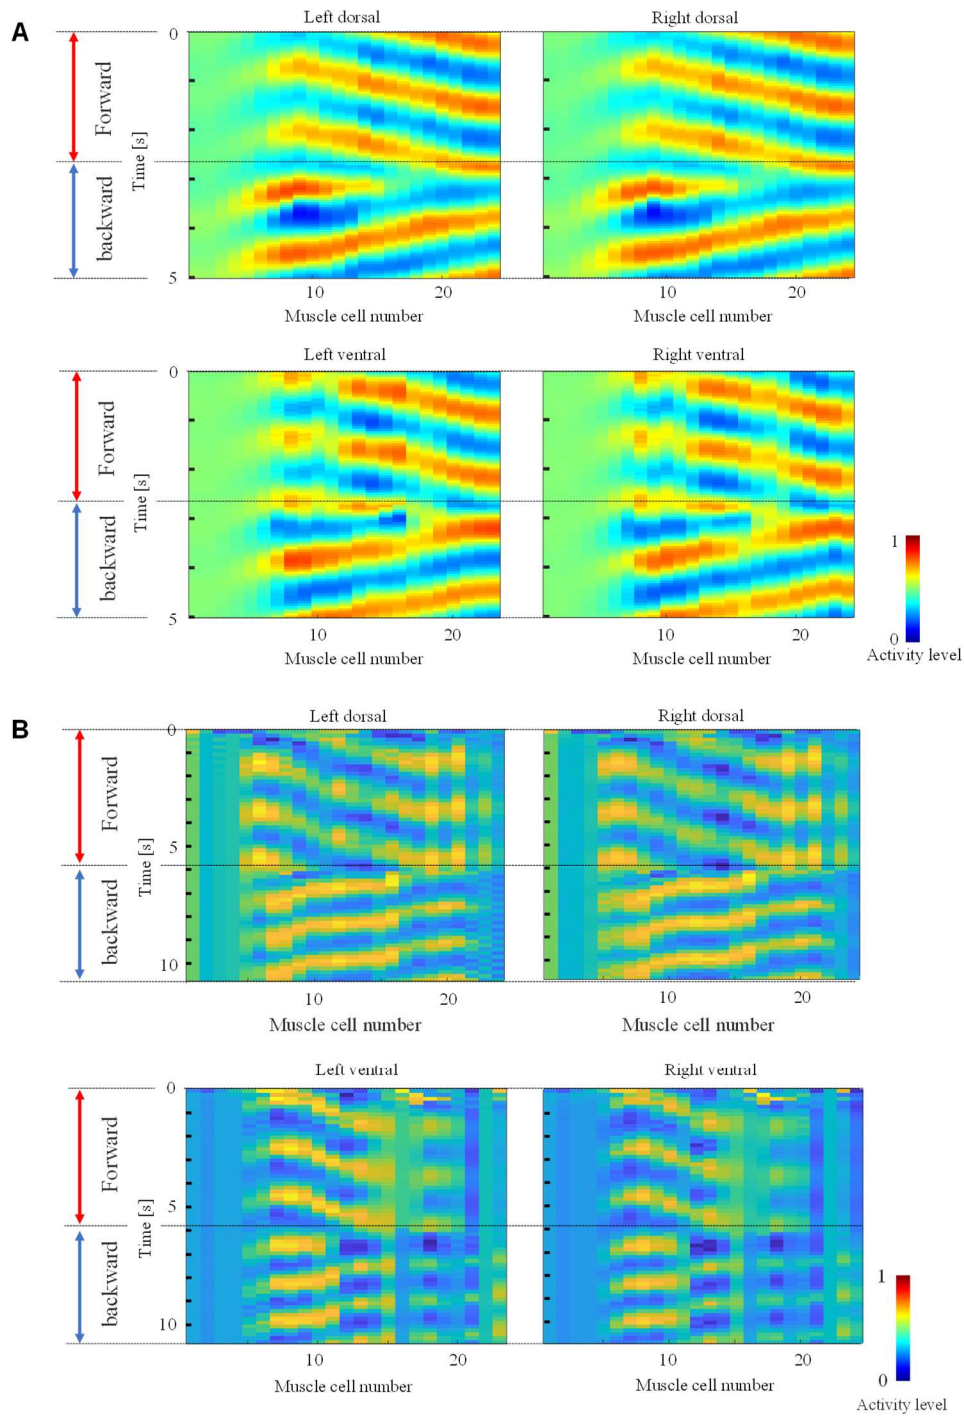 A
Left dorsal
Right dorsal
0
Forward
backward
Time [s]
5
10
20
10
20
Muscle cell number
Muscle cell number
Left ventral
Right ventral
0
Forward
backward
Time [s]
5
10
20
10
20
Muscle cell number
Muscle cell number
1
0
Activity level
B
Left dorsal
Right dorsal
0
Forward
5
Time [s]
backward
10
10
20
10
20
Muscle cell number
Muscle cell number
Left ventral
Right ventral
0
Forward
5
Time [s]
backward
10
10
20
10
20
Muscle cell number
Muscle cell number
1
0
Activity level